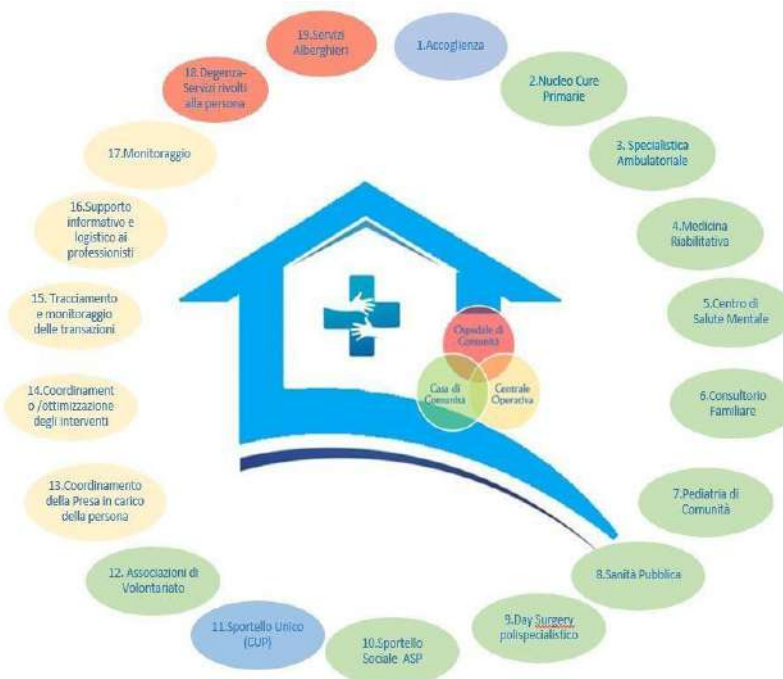 19.Servizi
Alberghieri
1.Accoglienza
18.Degenza-
Servizi rivolti
alla persona
2.Nucleo Cure
Primarie
17.Monitoraggio
3. Specialistica
Ambulatoriale
16.Supporto
informativo e
logistico ai
professionisti
4.Medicina
Riabilitativa
15. Tracciamento
e monitoraggio
delle transazioni
5.Centro di
Salute Mentale
Ospedale di
Comunità
Casa di
Comunità
Centrale
Operativa
14.Coordinament
o /ottimizzazione
degli interventi
6.Consultorio
Familiare
13.Coordinamento
della Presa in carico
della persona
7.Pediatria di
Comunità
12. Associazioni di
Volontariato
8.Sanità Pubblica
11.Sportello Unico
(CUP)
10.Sportello
Sociale ASP
9.Day Surgery
polispecialistico